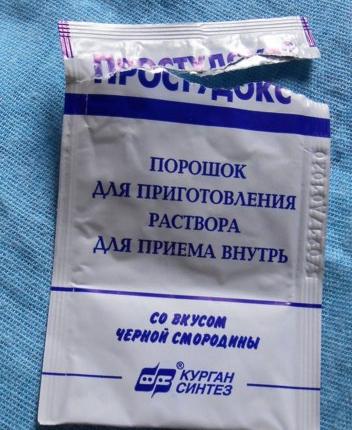 ПРОСТУДОКС
ПОРОШОК
ДЛЯ ПРИГОТОВЛЕНИЯ
РАСТВОРА
ДЛЯ ПРИЕМА ВНУТРЬ
СО ВКУСОМ
ЧЕРНОЙ СМОРОДИНЫ
®
КУРГАН
СИНТЕЗ